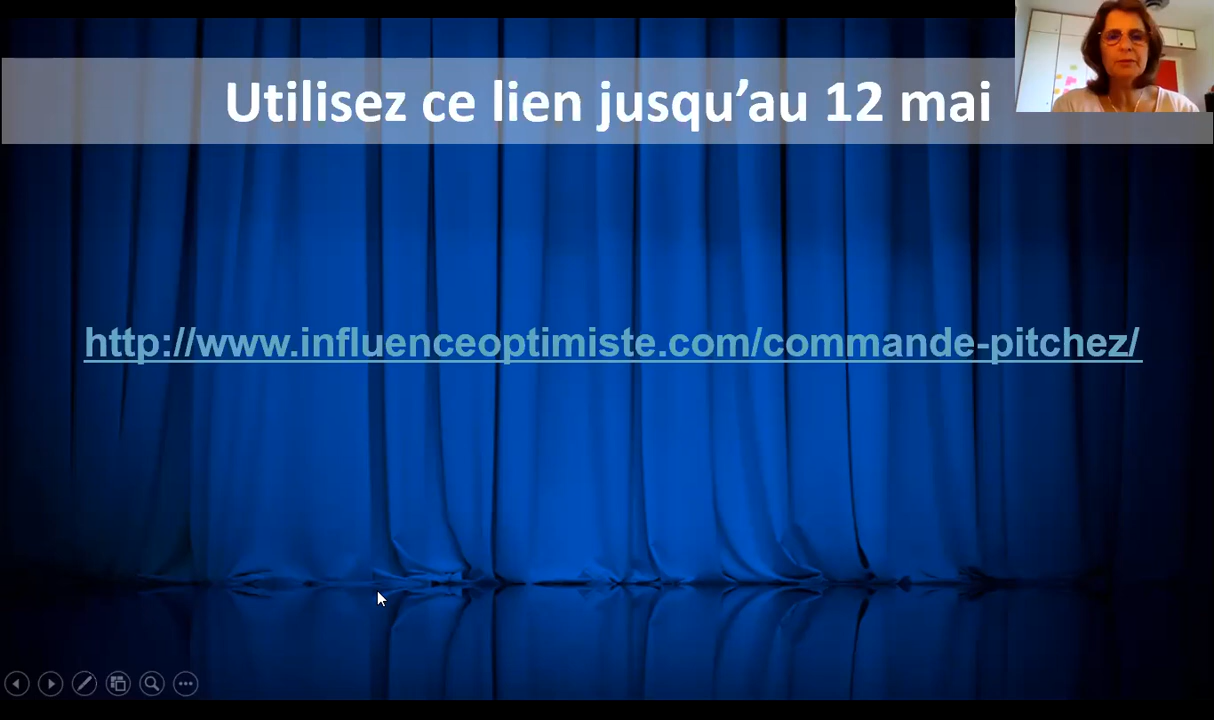 Utilisez ce lien jusqu’au 12 mai
http://www.influenceoptimiste.com/commande-pitchez/